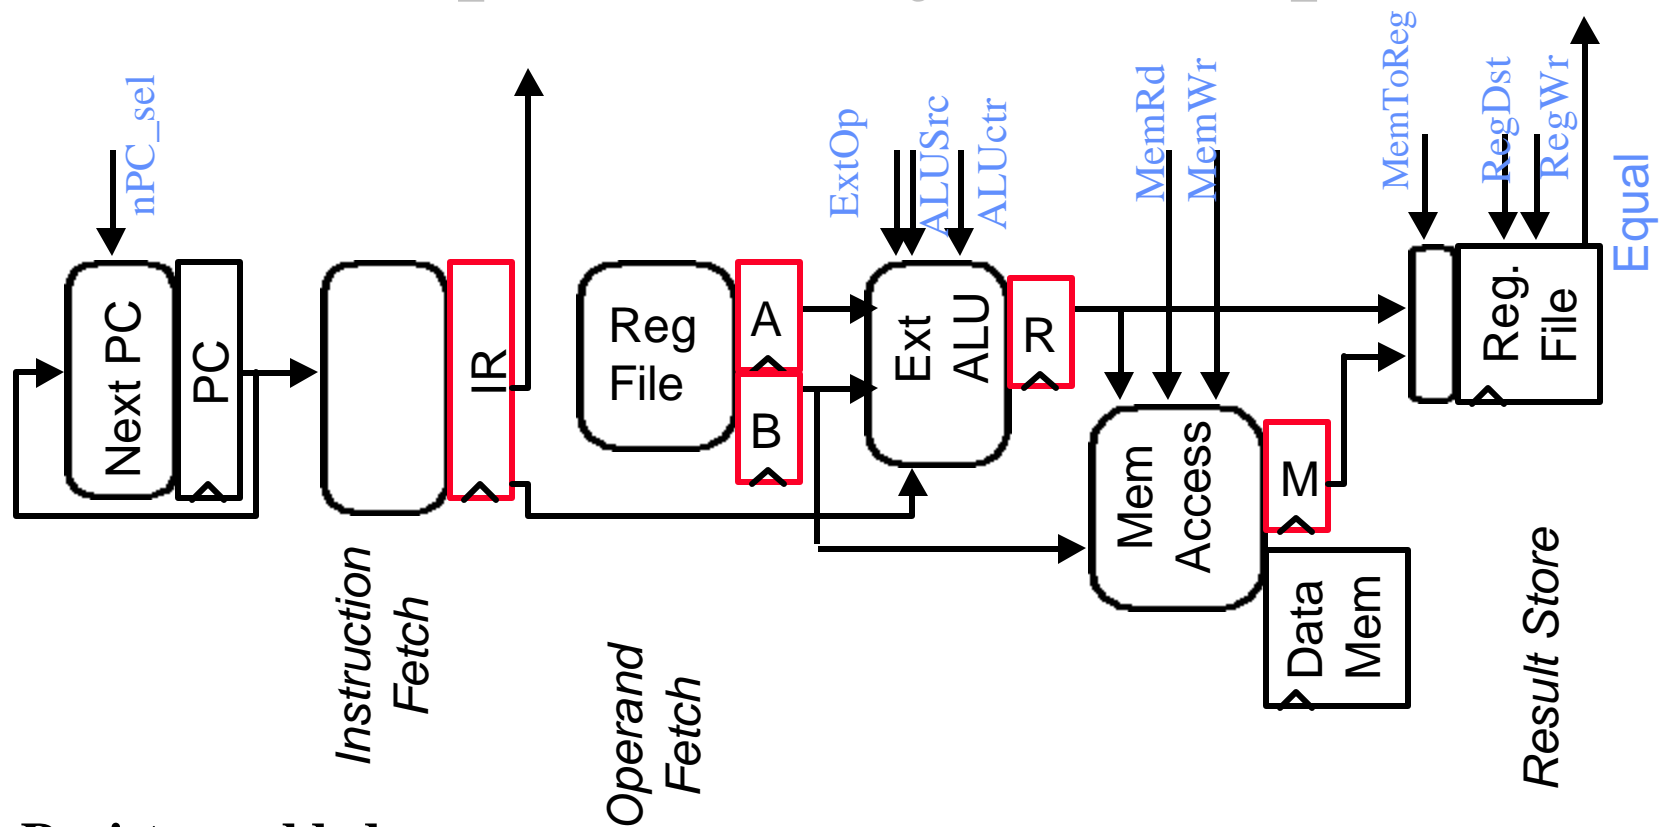 nPC_sel
ExtOp
ALUSrc
ALUctr
MemRd
MemWr
MemToReg
RegDst
RegWr
Equal
Next PC
PC
IR
Reg
File
A
B
Ext
ALU
R
Mem
Access
M
Data
Mem
Reg.
File
Instruction
Fetch
Operand
Fetch
Result Store